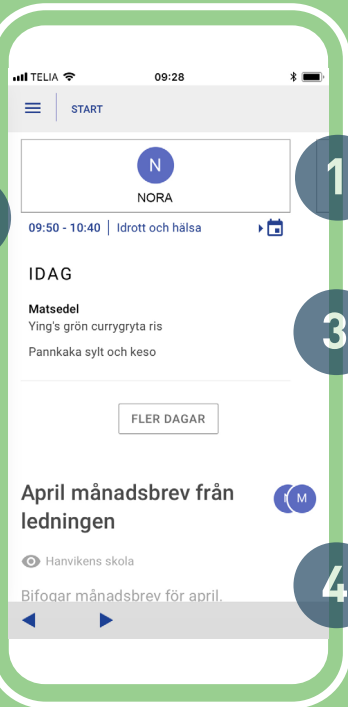 TELIA 09:28
START
N
1
NORA
09:50 - 10:40 | Idrott och hälsa
IDAG
Matsedel
Ying's grön currygryta ris
3
Pannkaka sylt och keso
FLER DAGAR
April månadsbrev från
ledningen
N M
Hanvikens skola
4
Bifogar månadsbrev för april.